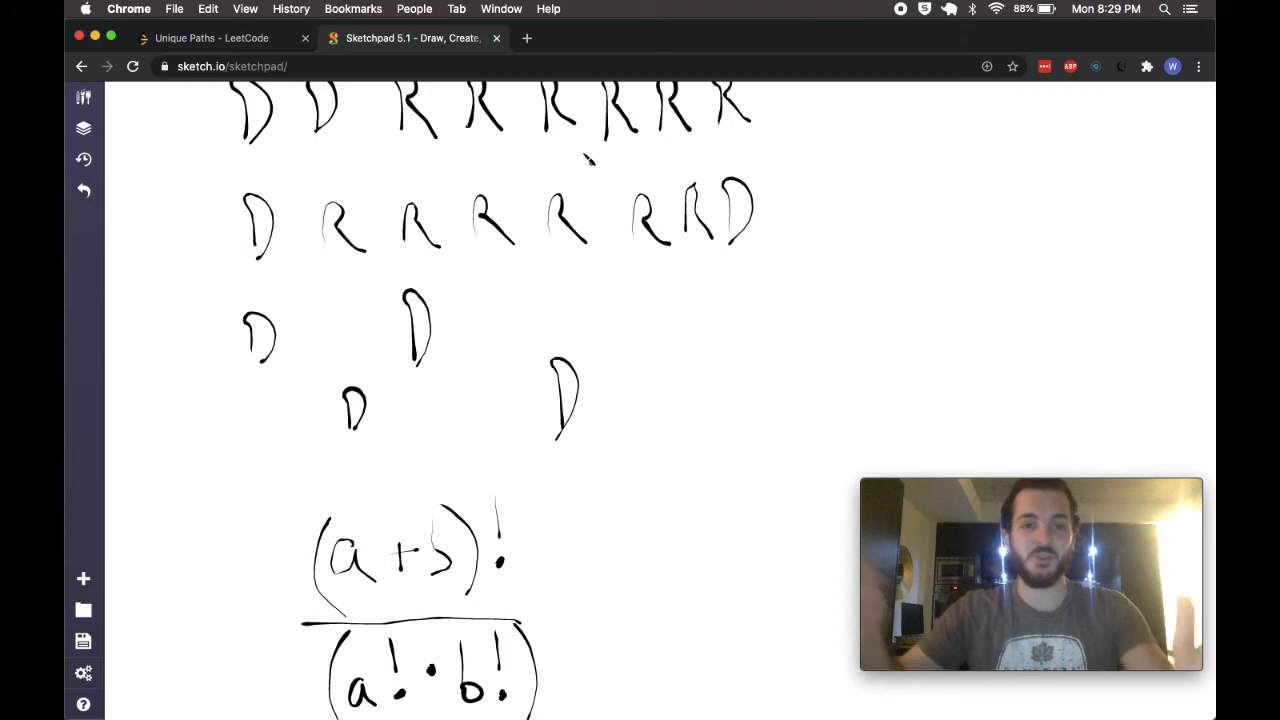 Chrome File Edit View History Bookmarks People Tab Window Help 88% Mon 8:29 PM
Unique Paths - LeetCode Sketchpad 5.1 - Draw, Create,
sketch.io/sketchpad/ ABP W
D D R R R R R R
D R R R R R R D
D D
D D
(a+b)!
(a! · b!)